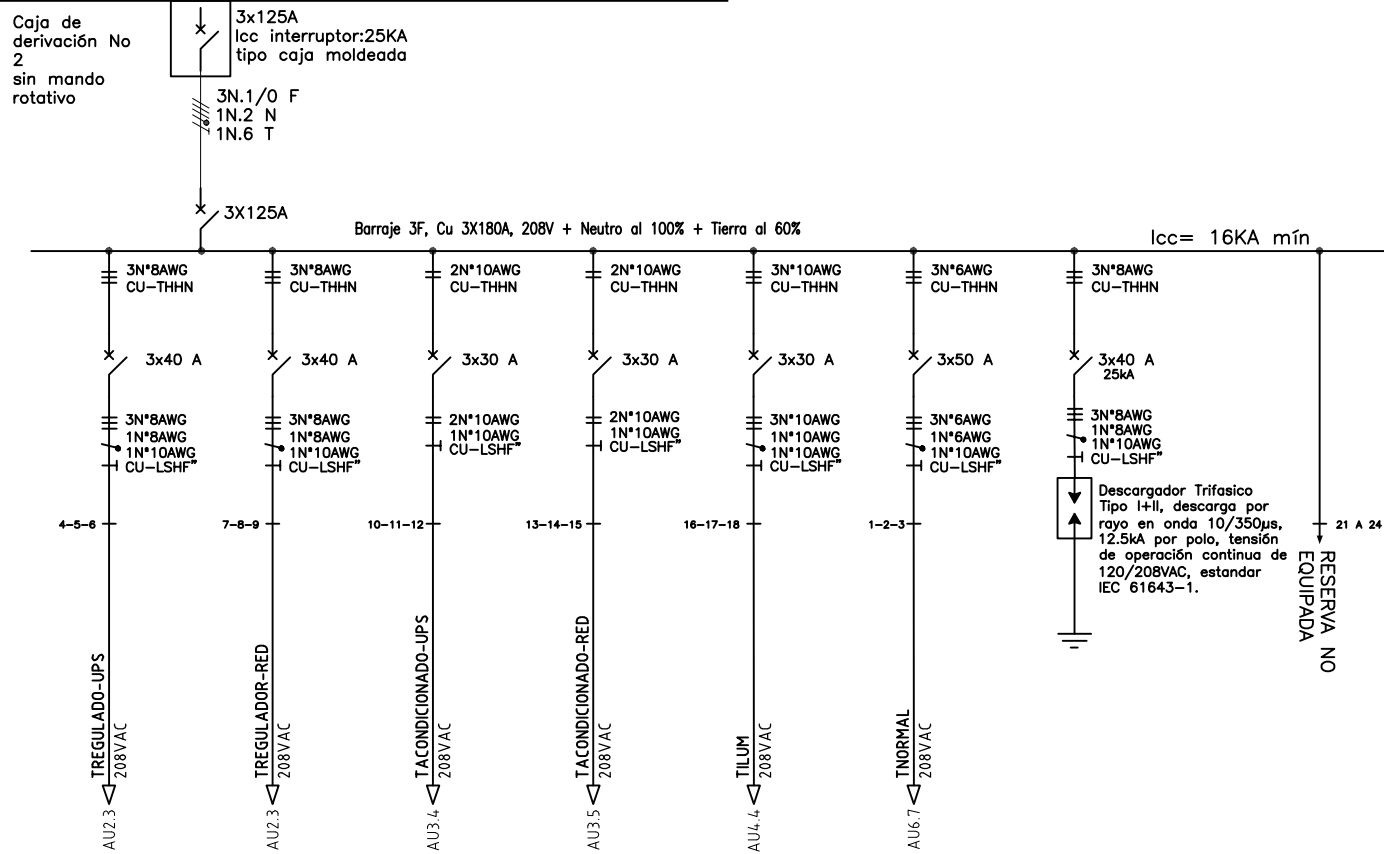 Caja de
derivación No
2
sin mando
rotativo
3x125A
Icc interruptor:25KA
tipo caja moldeada
3N.1/0 F
1N.2 N
1N.6 T
3X125A
Barraje 3F, Cu 3X180A, 208V + Neutro al 100% + Tierra al 60%
Icc= 16KA mín
3N°8AWG
CU-THHN
3x40 A
3N°8AWG
1N°8AWG
1N°10AWG
CU-LSHF"
4-5-6
TREGULADO-UPS
208VAC
AU2.3
3N°8AWG
CU-THHN
3x40 A
3N°8AWG
1N°8AWG
1N°10AWG
CU-LSHF"
7-8-9
TREGULADOR-RED
208VAC
AU2.3
2N°10AWG
CU-THHN
3x30 A
2N°10AWG
1N°10AWG
CU-LSHF"
10-11-12
TACONDICIONADO-UPS
208VAC
AU3.4
2N°10AWG
CU-THHN
3x30 A
2N°10AWG
1N°10AWG
CU-LSHF"
13-14-15
TACONDICIONADO-RED
208VAC
AU3.5
3N°10AWG
CU-THHN
3x30 A
3N°10AWG
1N°10AWG
1N°10AWG
CU-LSHF"
16-17-18
TILUM
208VAC
AU4.4
3N°6AWG
CU-THHN
3x50 A
3N°6AWG
1N°6AWG
1N°10AWG
CU-LSHF"
1-2-3
TNORMAL
208VAC
AU6.7
3N°8AWG
CU-THHN
3x40 A
25kA
3N°8AWG
1N°8AWG
1N°10AWG
CU-LSHF"
Descargador Trifasico
Tipo I+II, descarga por
rayo en onda 10/350µs,
12.5kA por polo, tensión
de operación continua de
120/208VAC, estandar
IEC 61643-1.
21 A 24
RESERVA NO
EQUIPADA